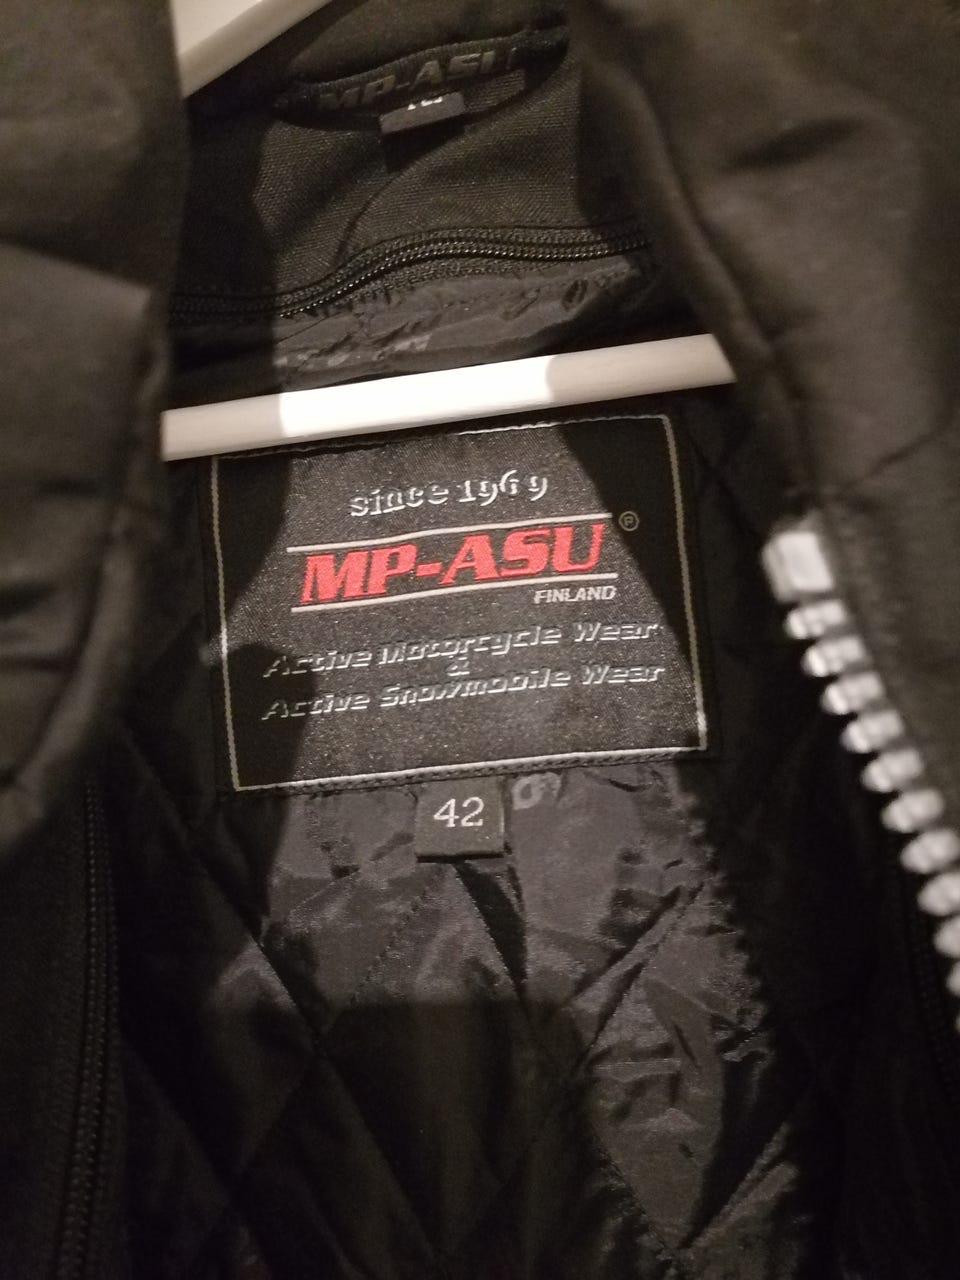 MP-ASU
since 1969
MP-ASU ®
FINLAND
Active Motorcycle Wear
&
Active Snowmobile Wear
42